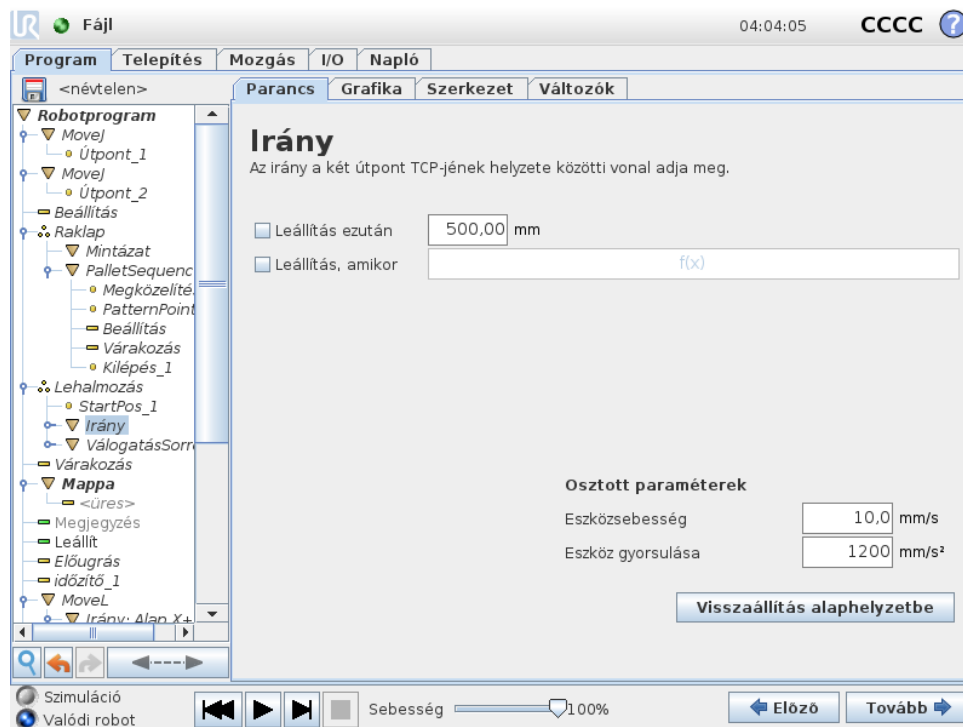 UR Fájl 04:04:05 CCCC ?
Program Telepítés Mozgás I/O Napló
<névtelen>
Parancs Grafika Szerkezet Változók
Robotprogram
MoveJ
Útpont_1
MoveJ
Útpont_2
Beállítás
Raklap
Mintázat
PalletSequenc
Megközelítés
PatternPoint
Beállítás
Várakozás
Kilépés_1
Lehalmozás
StartPos_1
Irány
VálogatásSorr
Várakozás
Mappa
<üres>
Megjegyzés
Leállít
Előugrás
időzítő_1
MoveL
Irány: Alap X+
Irány
Az irány a két útpont TCP-jének helyzete közötti vonal adja meg.
Leállítás ezután 500,00 mm
Leállítás, amikor f(x)
Osztott paraméterek
Eszközsebesség 10,0 mm/s
Eszköz gyorsulása 1200 mm/s²
Visszaállítás alaphelyzetbe
Szimuláció
Valódi robot
Sebesség 100%
Előző Tovább